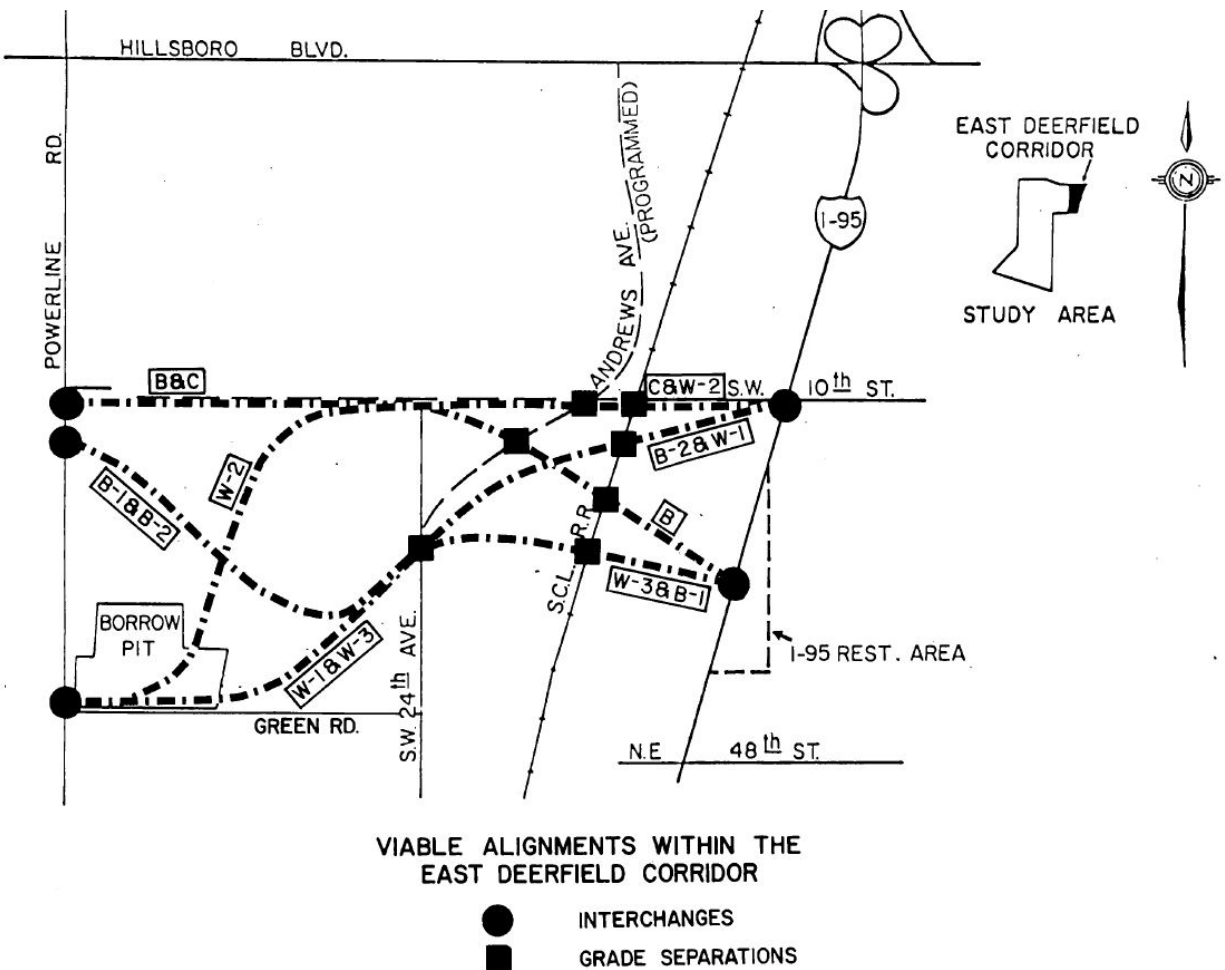 HILLSBORO BLVD.
POWERLINE RD.
ANDREWS AVE.
(PROGRAMMED)
I-95
EAST DEERFIELD
CORRIDOR
STUDY AREA
N
B&C
C&W-2
S.W. 10th ST.
B-2&W-1
W-2
B-1&B-2
B
S.C.L. R.R.
W-3&B-1
BORROW
PIT
W-1&W-3
S.W. 24th AVE.
I-95 REST. AREA
GREEN RD.
N.E 48th ST.
VIABLE ALIGNMENTS WITHIN THE
EAST DEERFIELD CORRIDOR
INTERCHANGES
GRADE SEPARATIONS